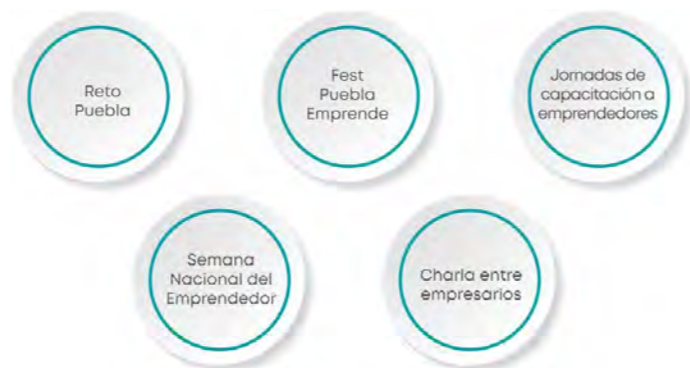 Reto
Puebla
Fest
Puebla
Emprende
Jornadas de
capacitación a
emprendedores
Semana
Nacional del
Emprendedor
Charla entre
empresarios